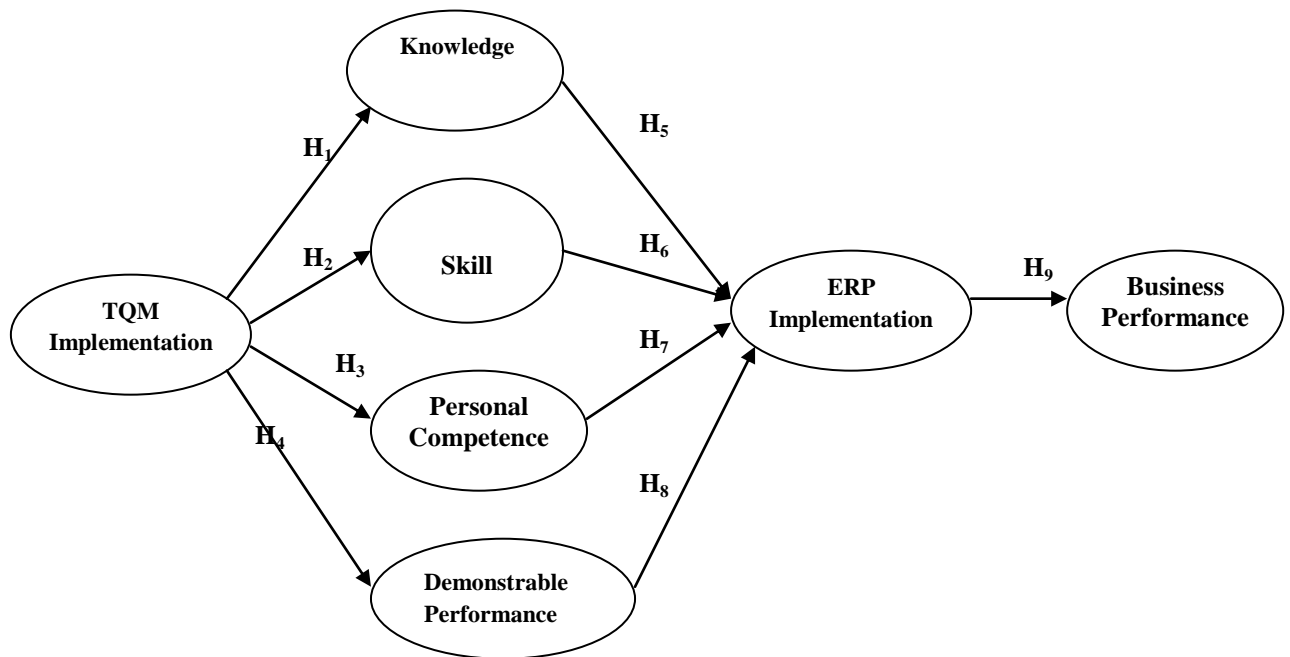 Knowledge
H₁
H₅
H₂
Skill
H₆
TQM
Implementation
H₃
Personal
Competence
H₇
ERP
Implementation
H₉
Business
Performance
H₄
H₈
Demonstrable
Performance